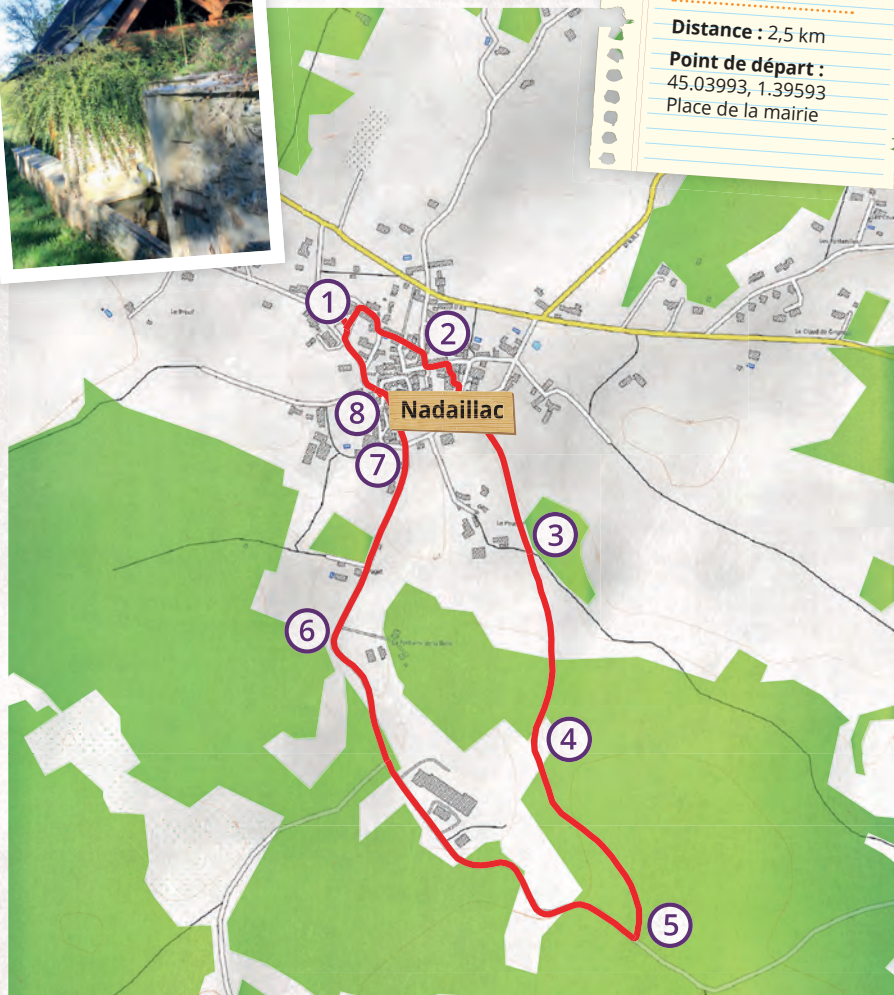 Distance : 2,5 km
Point de départ :
45.03993, 1.39593
Place de la mairie
1
2
Nadaillac
8
7
3
6
4
5